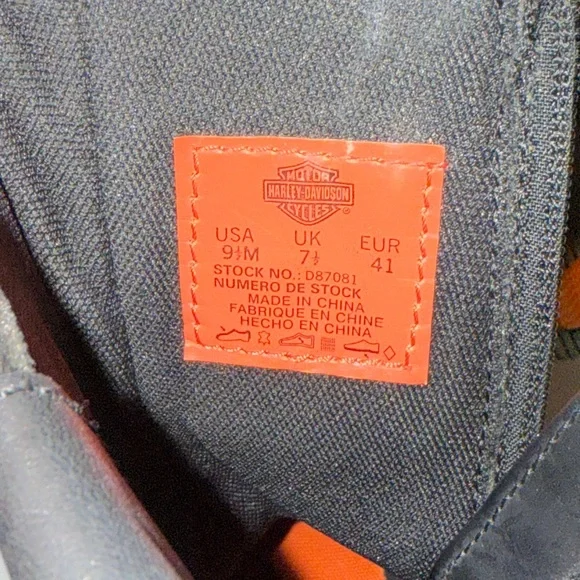 MOTOR
HARLEY-DAVIDSON
CYCLES ®
USA UK EUR
9½M 7½ 41
STOCK NO.: D87081
NUMERO DE STOCK
MADE IN CHINA
FABRIQUE EN CHINE
HECHO EN CHINA